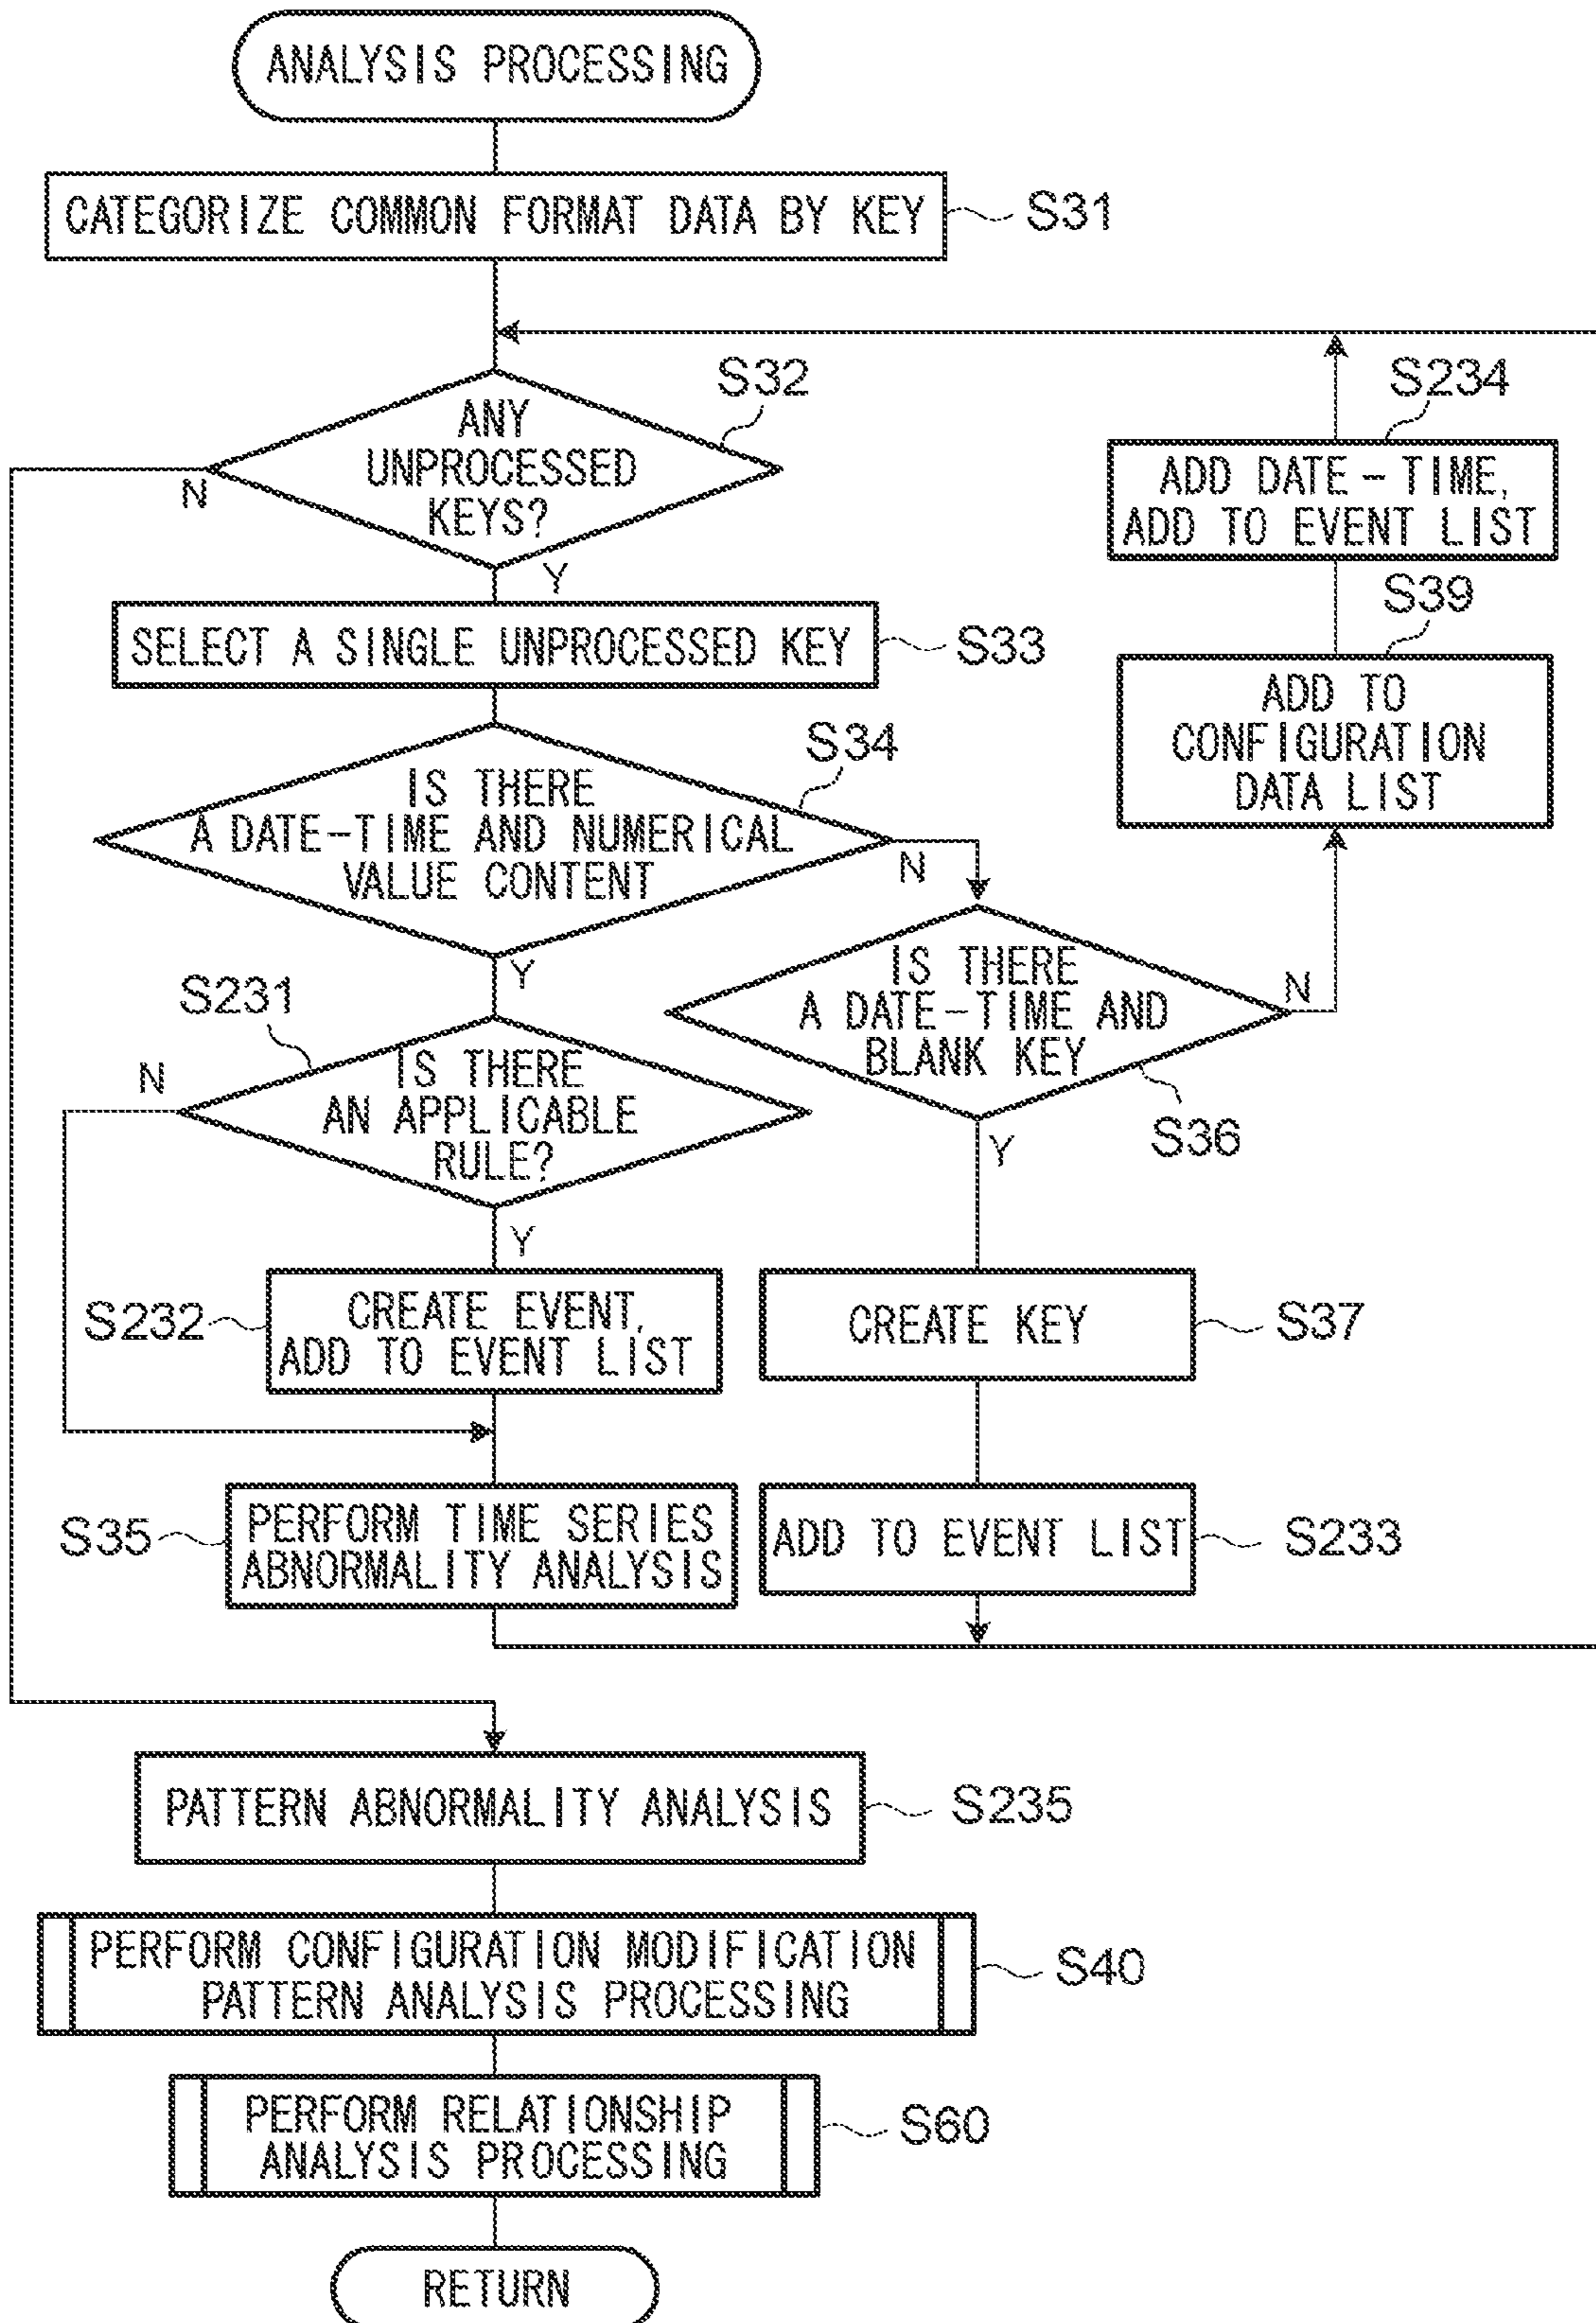 ANALYSIS PROCESSING
CATEGORIZE COMMON FORMAT DATA BY KEY
S31
S32
ANY
UNPROCESSED
KEYS?
N
Y
S234
ADD DATE-TIME,
ADD TO EVENT LIST
S39
ADD TO
CONFIGURATION
DATA LIST
SELECT A SINGLE UNPROCESSED KEY
S33
S34
IS THERE
A DATE-TIME AND NUMERICAL
VALUE CONTENT
N
Y
IS THERE
A DATE-TIME AND
BLANK KEY
N
S36
Y
S231
IS THERE
AN APPLICABLE
RULE?
N
Y
S232
CREATE EVENT,
ADD TO EVENT LIST
CREATE KEY
S37
S35
PERFORM TIME SERIES
ABNORMALITY ANALYSIS
ADD TO EVENT LIST
S233
PATTERN ABNORMALITY ANALYSIS
S235
PERFORM CONFIGURATION MODIFICATION
PATTERN ANALYSIS PROCESSING
S40
PERFORM RELATIONSHIP
ANALYSIS PROCESSING
S60
RETURN